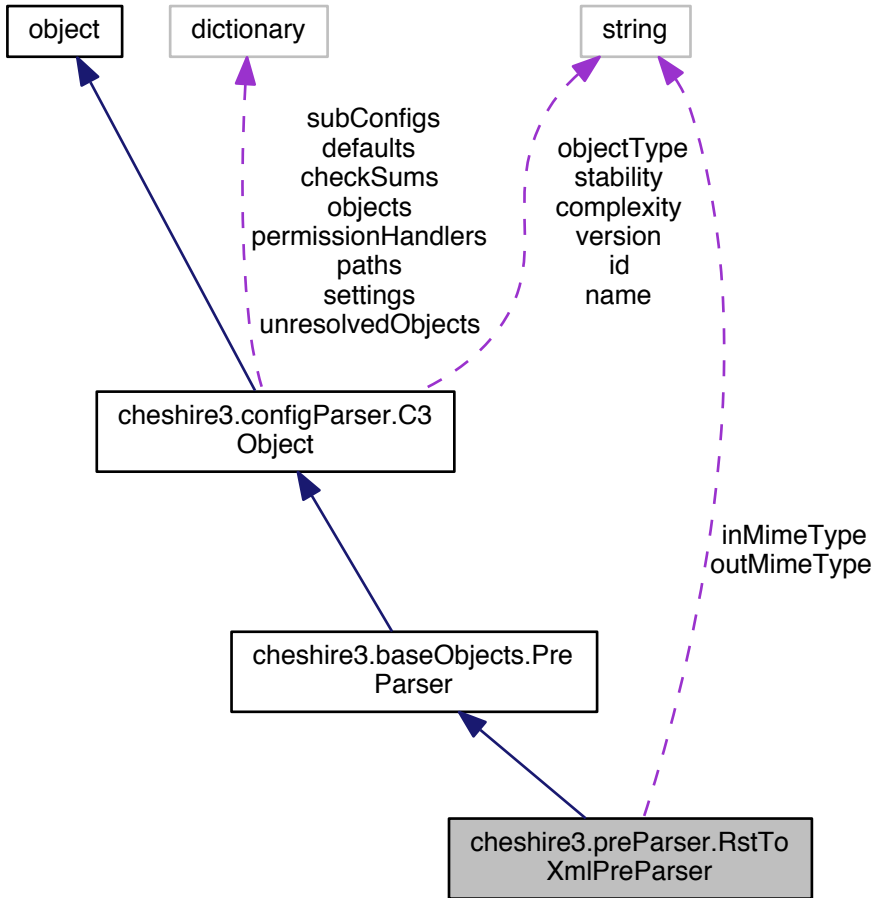 object
dictionary
string
subConfigs
defaults
checkSums
objects
permissionHandlers
paths
settings
unresolvedObjects
objectType
stability
complexity
version
id
name
cheshire3.configParser.C3
Object
inMimeType
outMimeType
cheshire3.baseObjects.Pre
Parser
cheshire3.preParser.RstTo
XmlPreParser